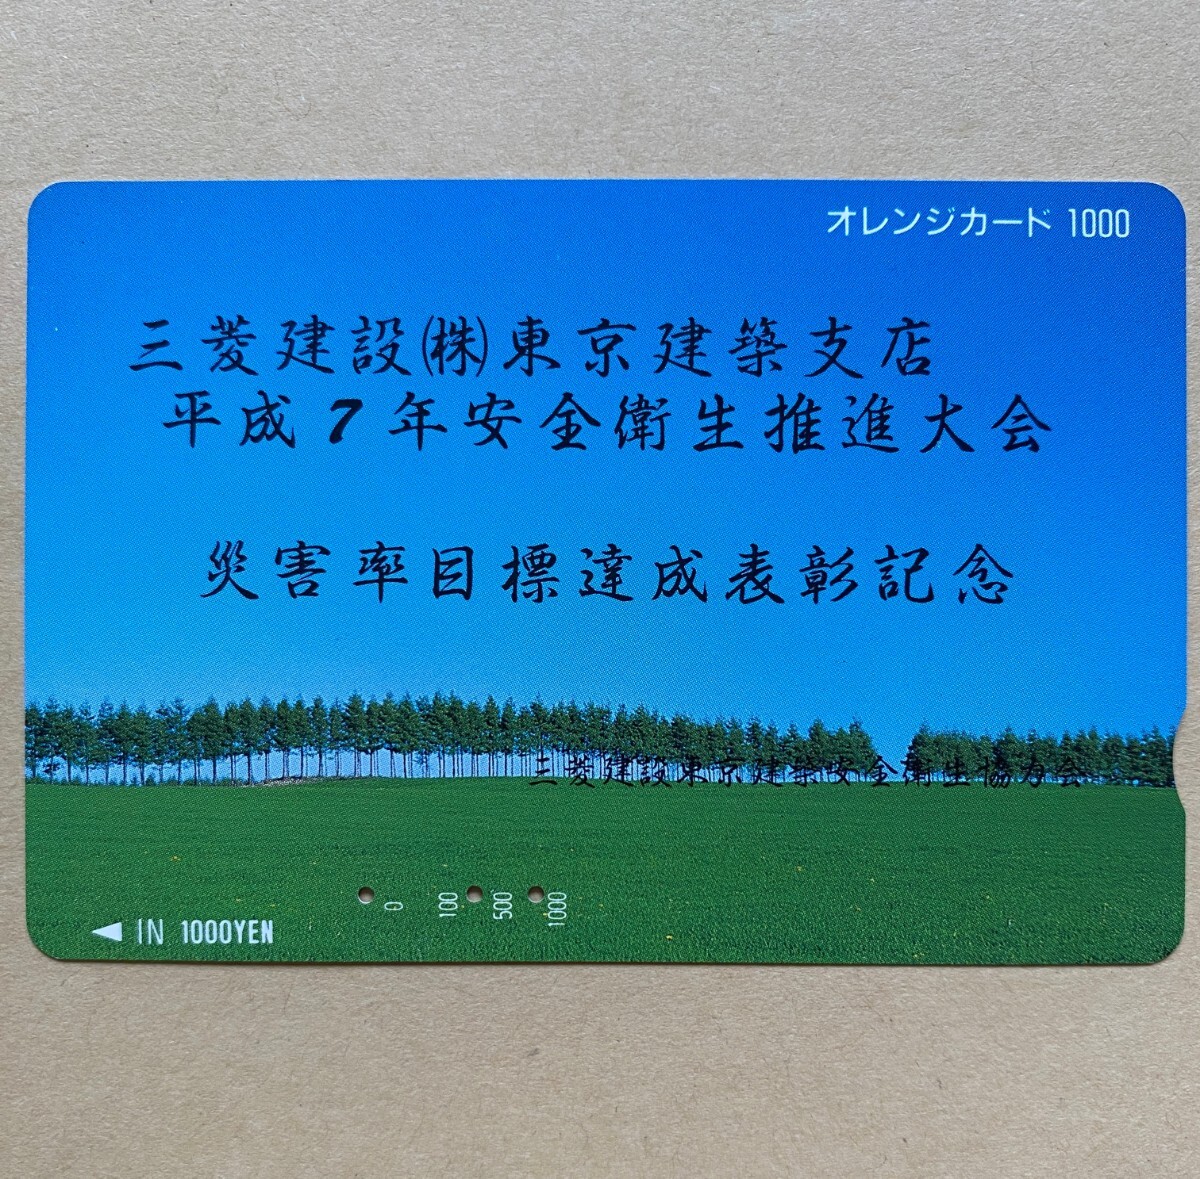 オレンジカード 1000
三菱建設㈱東京建築支店
平成7年安全衛生推進大会
災害率目標達成表彰記念
三菱建設東京建築安全衛生協力会
0 100 500 1000
◀ IN 1000YEN